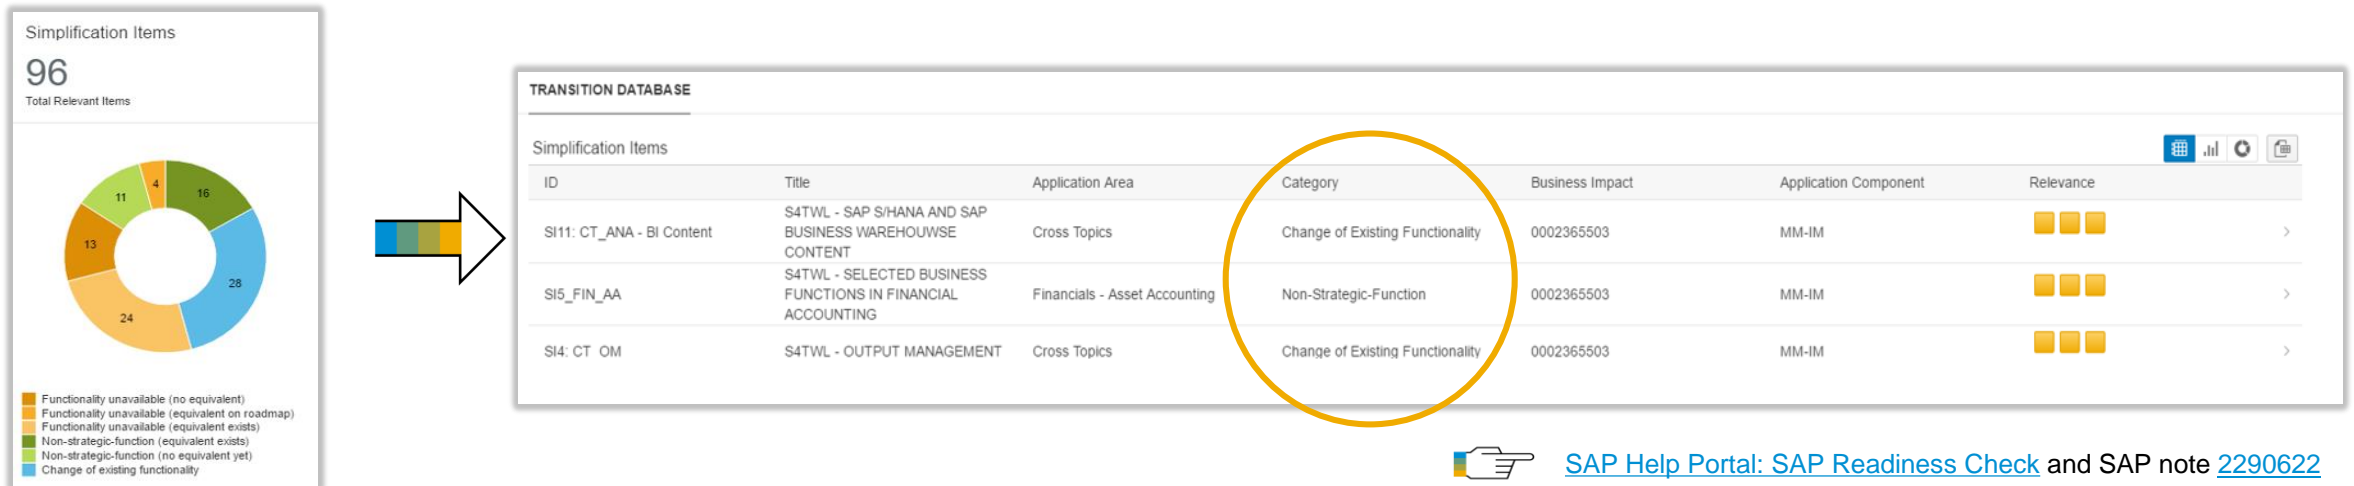 Simplification Items
96
Total Relevant Items
4
11
16
13
28
24
Functionality unavailable (no equivalent)
Functionality unavailable (equivalent on roadmap)
Functionality unavailable (equivalent exists)
Non-strategic-function (equivalent exists)
Non-strategic-function (no equivalent yet)
Change of existing functionality
TRANSITION DATABASE
Simplification Items
ID Title Application Area Category Business Impact Application Component Relevance
S4TWL - SAP S/HANA AND SAP
SI11: CT_ANA - BI Content BUSINESS WAREHOUWSE Cross Topics Change of Existing Functionality 0002365503 MM-IM
CONTENT
S4TWL - SELECTED BUSINESS
SI5_FIN_AA FUNCTIONS IN FINANCIAL Financials - Asset Accounting Non-Strategic-Function 0002365503 MM-IM
ACCOUNTING
SI4: CT_OM S4TWL - OUTPUT MANAGEMENT Cross Topics Change of Existing Functionality 0002365503 MM-IM
SAP Help Portal: SAP Readiness Check and SAP note 2290622